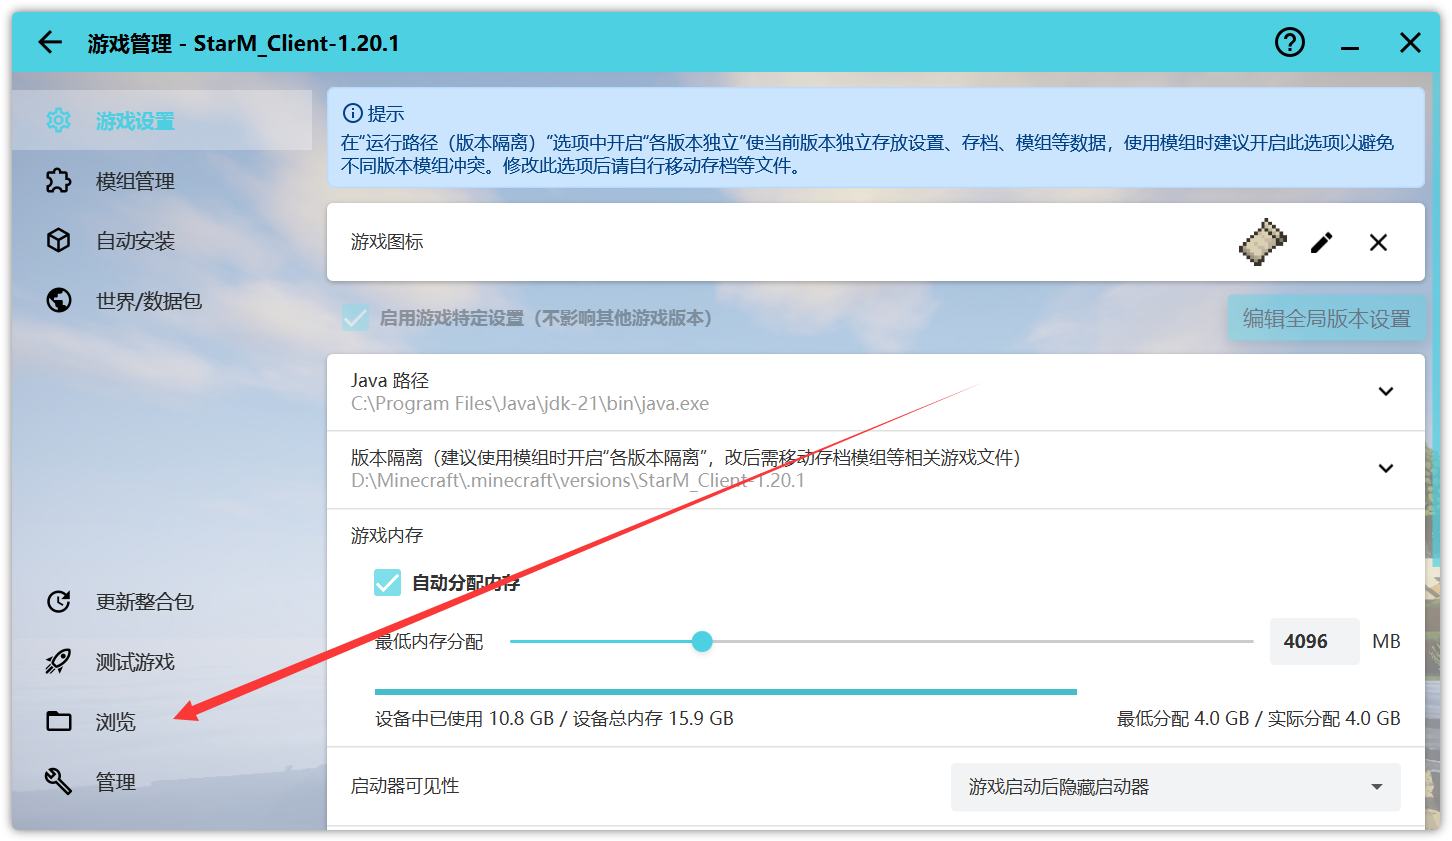 游戏管理 - StarM_Client-1.20.1
游戏设置
模组管理
自动安装
世界/数据包
更新整合包
测试游戏
浏览
管理
提示
在“运行路径（版本隔离）“选项中开启“各版本独立”使当前版本独立存放设置、存档、模组等数据，使用模组时建议开启此选项以避免
不同版本模组冲突。修改此选项后请自行移动存档等文件。
游戏图标
启用游戏特定设置（不影响其他游戏版本）
编辑全局版本设置
Java 路径
C:\Program Files\Java\jdk-21\bin\java.exe
版本隔离（建议使用模组时开启“各版本隔离”，改后需移动存档模组等相关游戏文件）
D:\Minecraft\.minecraft\versions\StarM_Client-1.20.1
游戏内存
自动分配内存
最低内存分配
4096 MB
设备中已使用 10.8 GB / 设备总内存 15.9 GB
最低分配 4.0 GB / 实际分配 4.0 GB
启动器可见性
游戏启动后隐藏启动器